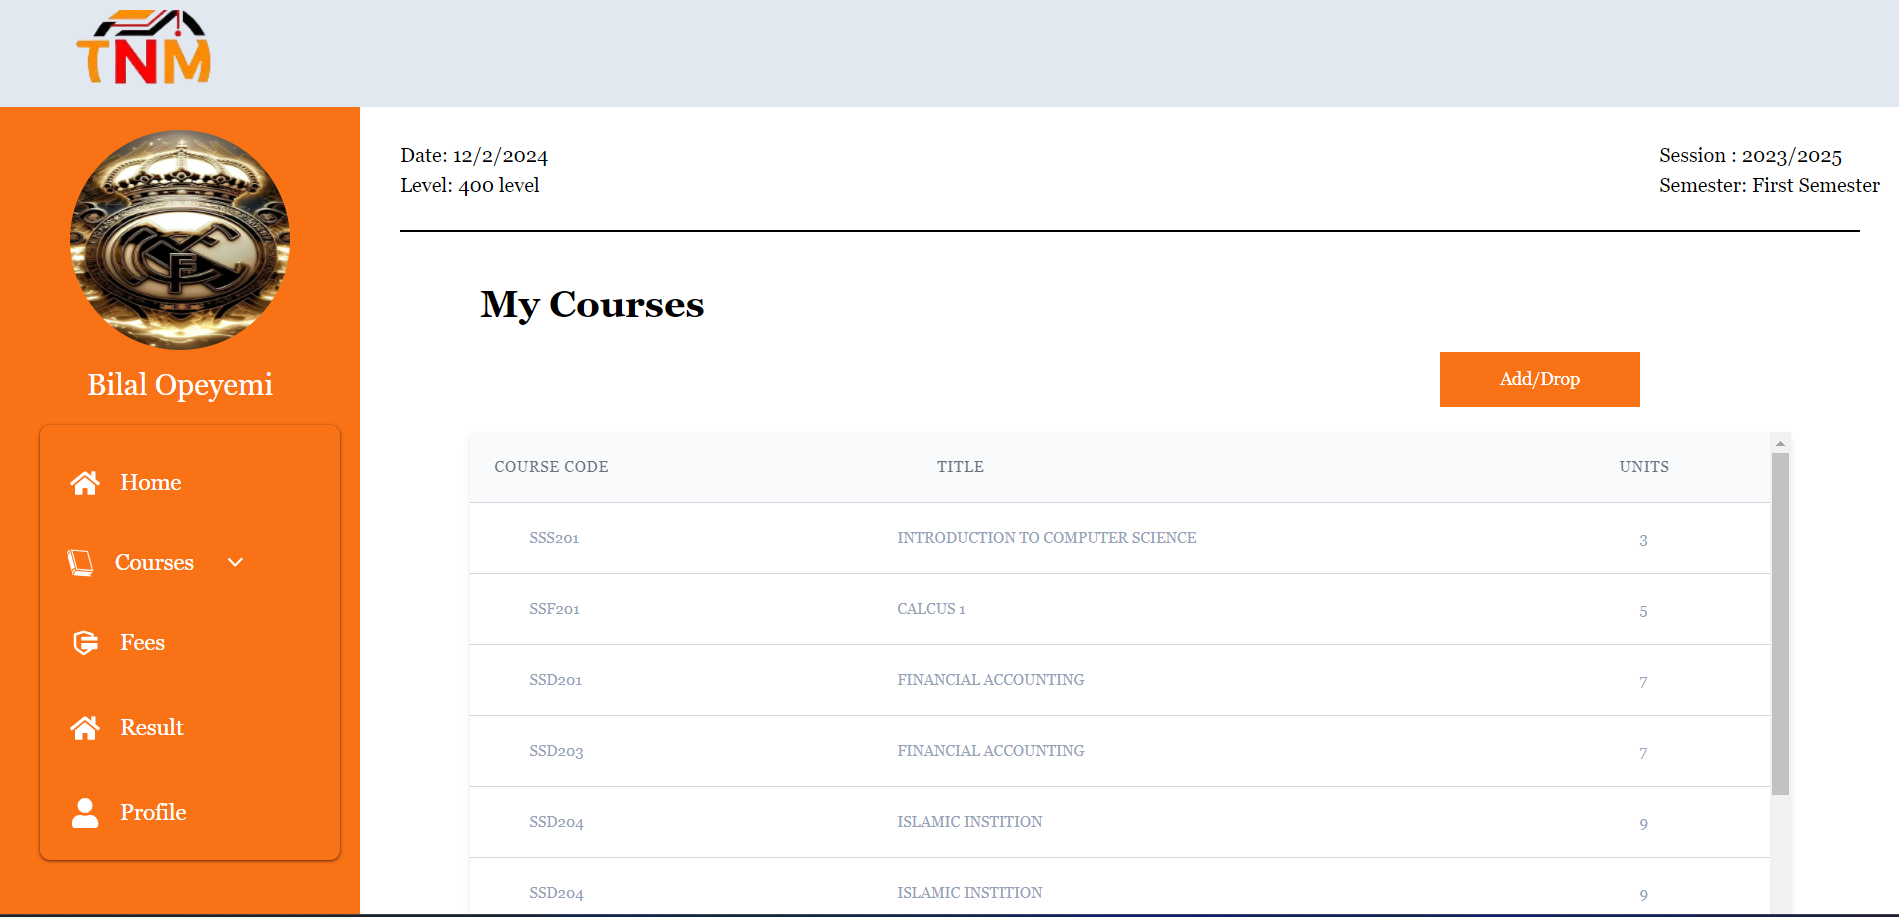 TNM
Date: 12/2/2024
Level: 400 level
Session : 2023/2025
Semester: First Semester
Bilal Opeyemi
Home
Courses
Fees
Result
Profile
My Courses
Add/Drop
COURSE CODE TITLE UNITS
SSS201 INTRODUCTION TO COMPUTER SCIENCE 3
SSF201 CALCUS 1 5
SSD201 FINANCIAL ACCOUNTING 7
SSD203 FINANCIAL ACCOUNTING 7
SSD204 ISLAMIC INSTITION 9
SSD204 ISLAMIC INSTITION 9